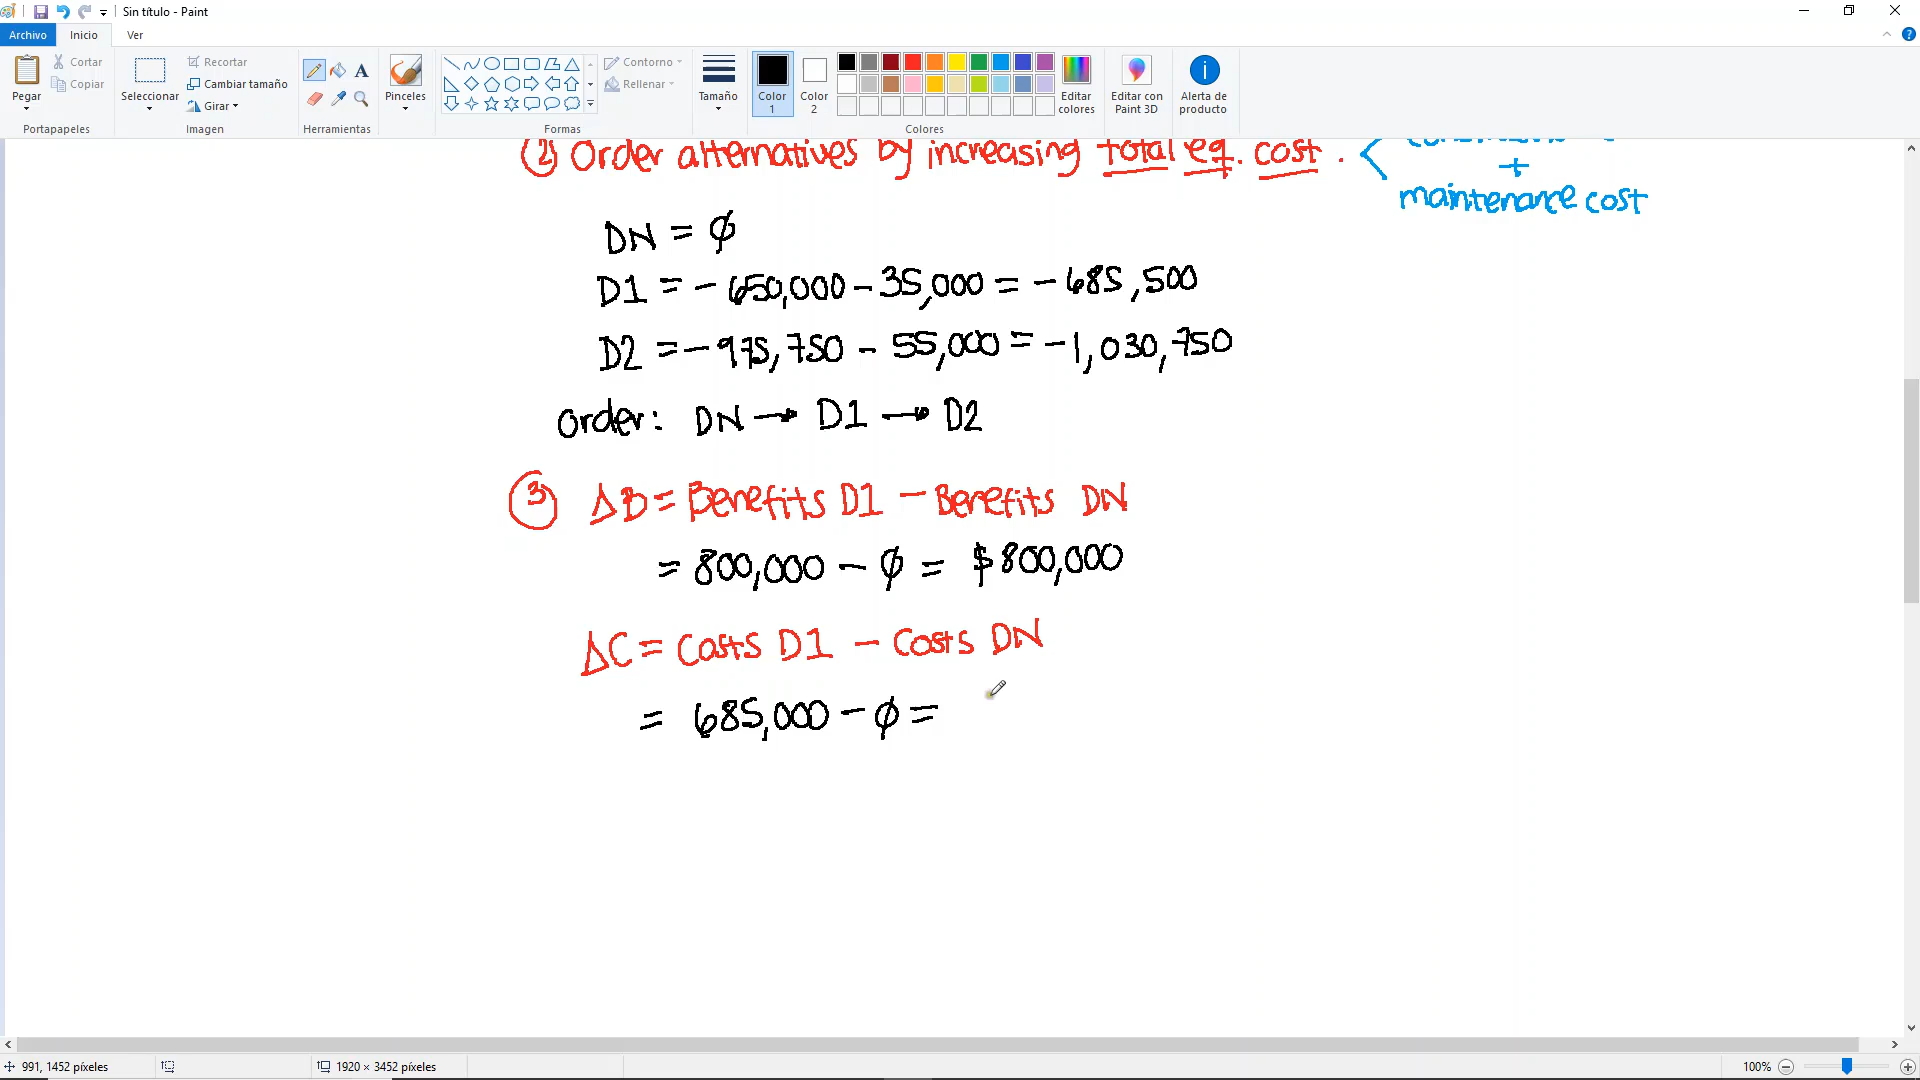 Sin título - Paint
Archivo Inicio Ver
Pegar Cortar Copiar Portapapeles
Seleccionar Recortar Cambiar tamaño Girar Imagen
Herramientas
Pinceles
Contorno Rellenar Formas
Tamaño
Color 1
Color 2
Editar colores
Colores
Editar con Paint 3D
Alerta de producto
② Order alternatives by increasing total eq. cost.
+
maintenance cost
DN = ∅
D1 = - 650,000 - 35,000 = - 685,500
D2 = - 975,750 - 55,000 = - 1,030,750
order: DN → D1 → D2
③ ΔB = Benefits D1 - Benefits DN
= 800,000 - ∅ = $800,000
ΔC = Costs D1 - Costs DN
= 685,000 - ∅ =
991, 1452 píxeles 1920 × 3452 píxeles 100%